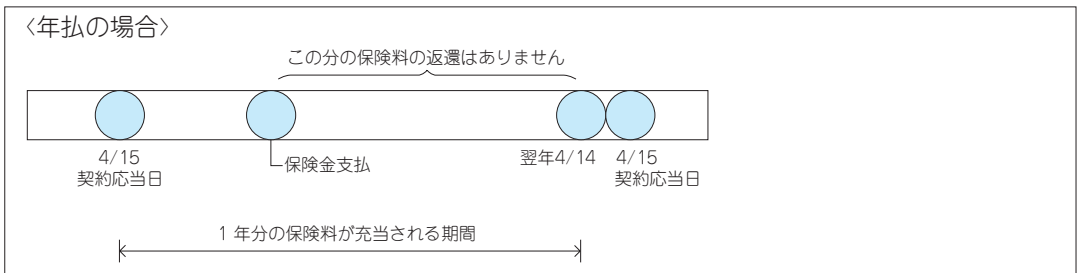 〈年払の場合〉
この分の保険料の返還はありません
4/15
契約応当日
保険金支払
翌年4/14
4/15
契約応当日
1年分の保険料が充当される期間